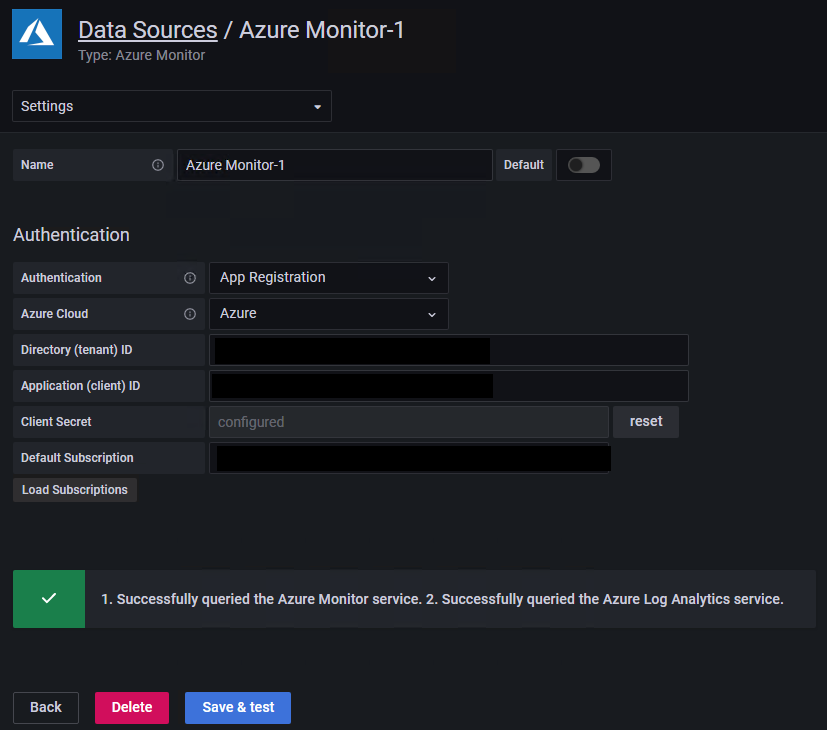 Data Sources / Azure Monitor-1
Type: Azure Monitor
Settings
Name Azure Monitor-1 Default
Authentication
Authentication App Registration
Azure Cloud Azure
Directory (tenant) ID
Application (client) ID
Client Secret configured reset
Default Subscription
Load Subscriptions
1. Successfully queried the Azure Monitor service. 2. Successfully queried the Azure Log Analytics service.
Back Delete Save & test